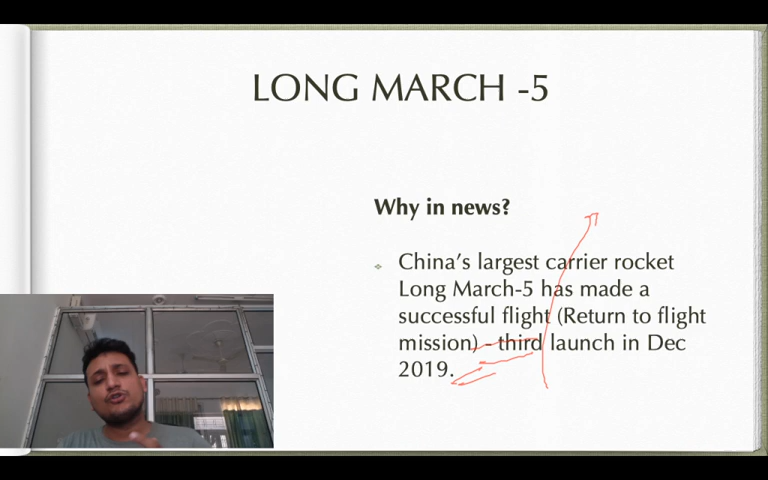 LONG MARCH -5
Why in news?
China's largest carrier rocket
Long March-5 has made a
successful flight (Return to flight
mission) - third launch in Dec
2019.